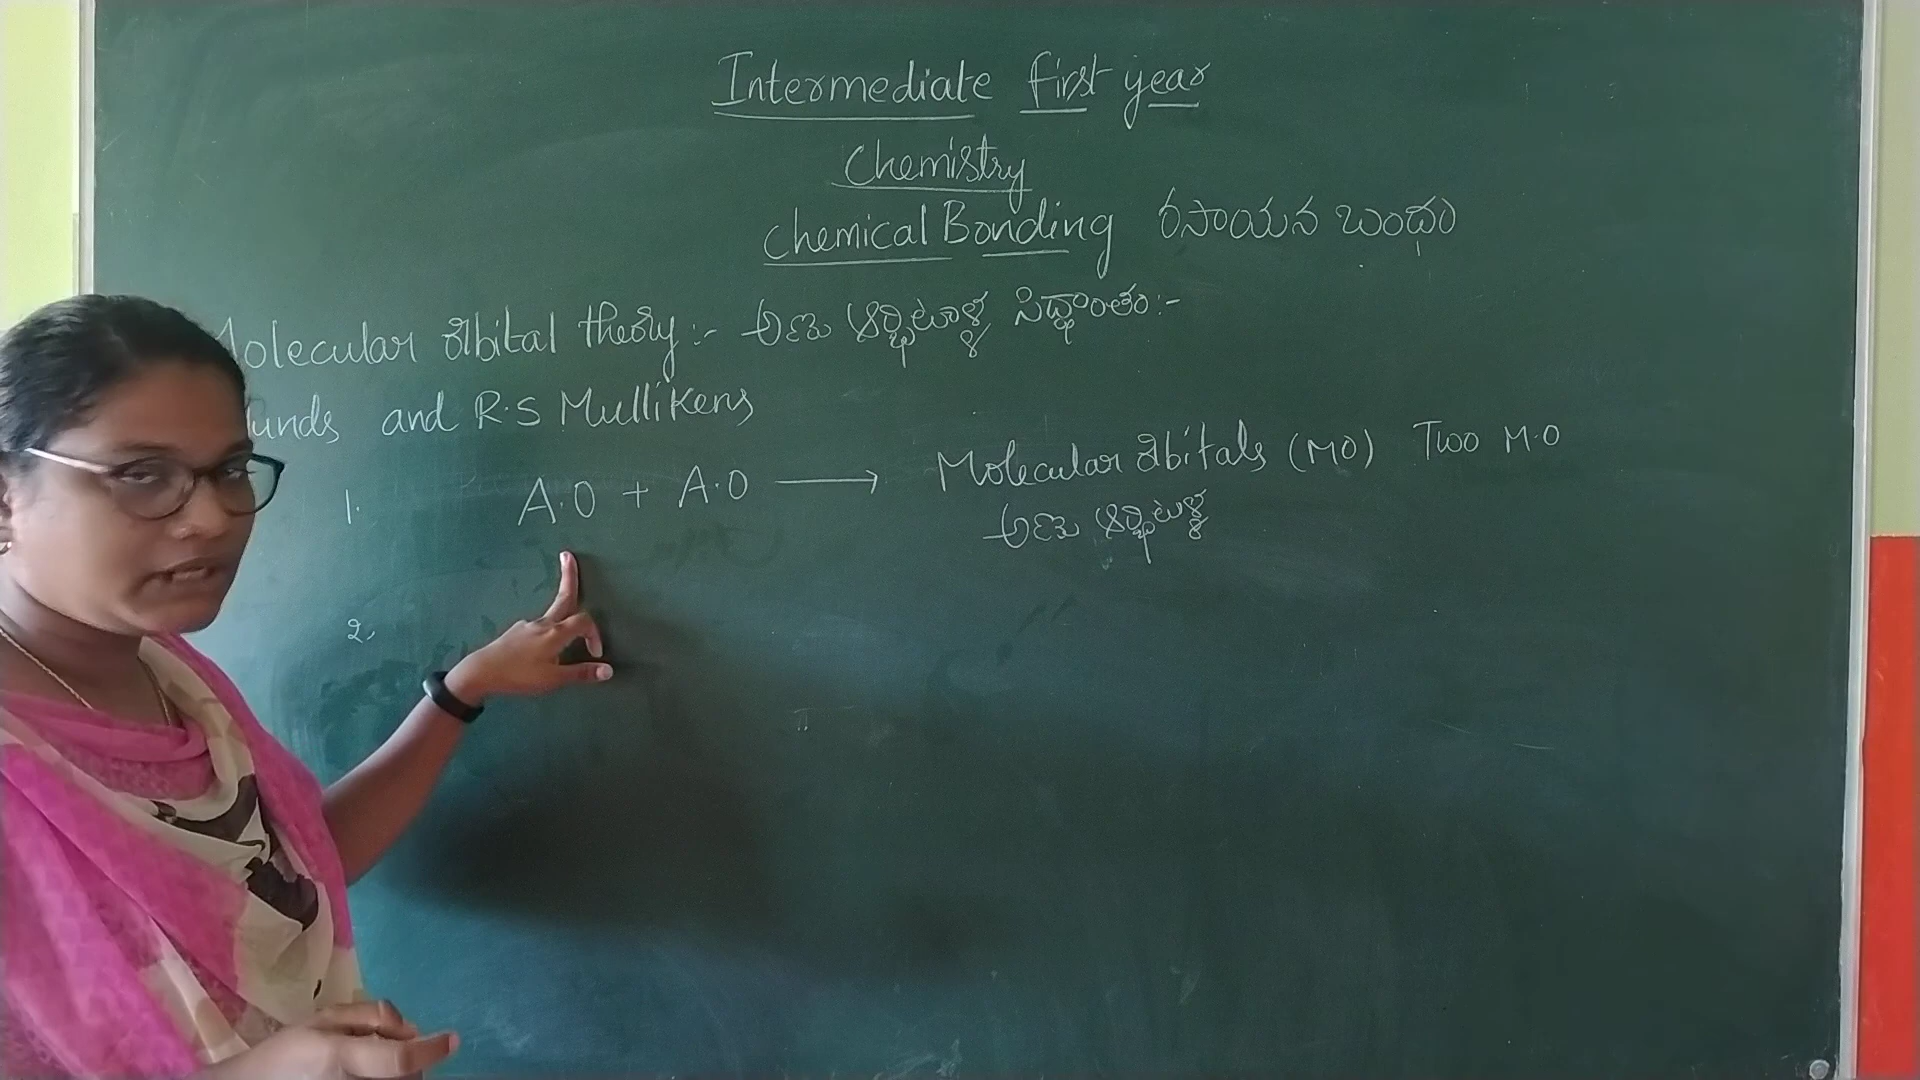 Intermediate first year
Chemistry
Chemical Bonding రసాయన బంధం
Molecular orbital theory:- అణు ఆర్బిటాళ్ళ సిద్ధాంతం:-
unds and R.S Mullikens
1. A.O + A.O → Molecular orbitals (MO) Two M.O
అణు ఆర్బిటాళ్ళ
2.